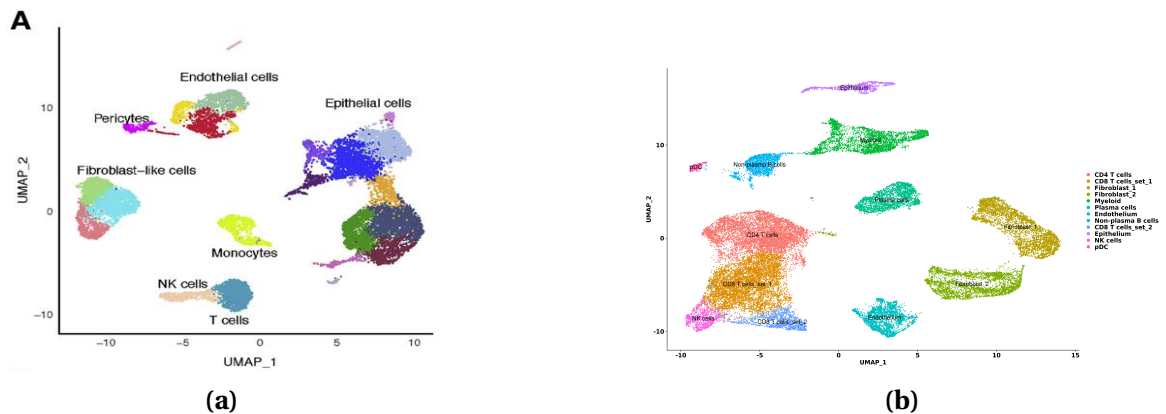 A
Endothelial cells
Epithelial cells
Pericytes
Fibroblast-like cells
Monocytes
NK cells
T cells
UMAP_2
10
0
-10
-10
-5
0
5
10
UMAP_1
(a)
Epithelium
Myeloid
Non-plasma B cells
pDC
Plasma cells
CD4 T cells
Fibroblast_1
CD8 T cells_set_1
Fibroblast_2
NK cells
CD8 T cells_set_2
Endothelium
UMAP_2
10
0
-10
-10
-5
0
5
10
15
UMAP_1
CD4 T cells
CD8 T cells_set_1
Fibroblast_1
Fibroblast_2
Myeloid
Plasma cells
Endothelium
Non-plasma B cells
CD8 T cells_set_2
Epithelium
NK cells
pDC
(b)